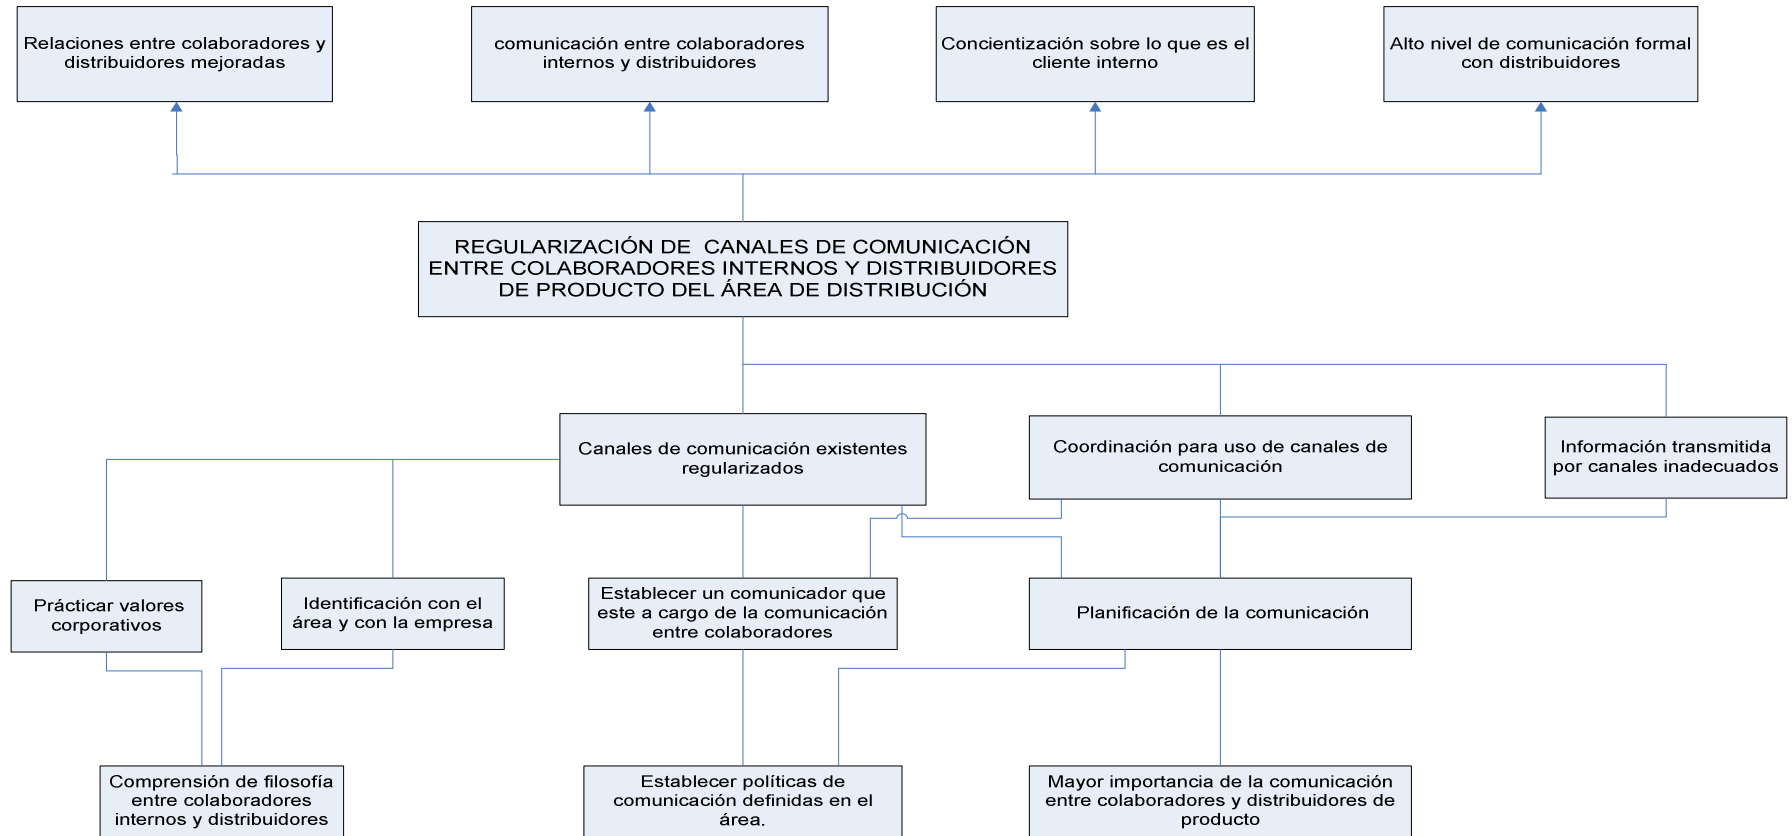 Relaciones entre colaboradores y
distribuidores mejoradas
comunicación entre colaboradores
internos y distribuidores
Concientización sobre lo que es el
cliente interno
Alto nivel de comunicación formal
con distribuidores
REGULARIZACIÓN DE  CANALES DE COMUNICACIÓN
ENTRE COLABORADORES INTERNOS Y DISTRIBUIDORES
DE PRODUCTO DEL ÁREA DE DISTRIBUCIÓN
Canales de comunicación existentes
regularizados
Coordinación para uso de canales de
comunicación
Información transmitida
por canales inadecuados
Prácticar valores
corporativos
Identificación con el
área y con la empresa
Establecer un comunicador que
este a cargo de la comunicación
entre colaboradores
Planificación de la comunicación
Comprensión de filosofía
entre colaboradores
internos y distribuidores
Establecer políticas de
comunicación definidas en el
área.
Mayor importancia de la comunicación
entre colaboradores y distribuidores de
producto